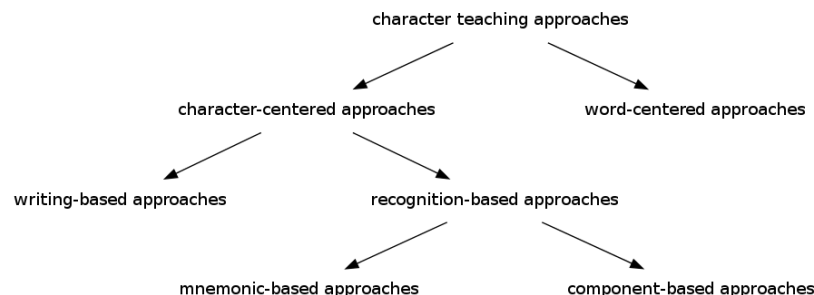 character teaching approaches
character-centered approaches
word-centered approaches
writing-based approaches
recognition-based approaches
mnemonic-based approaches
component-based approaches